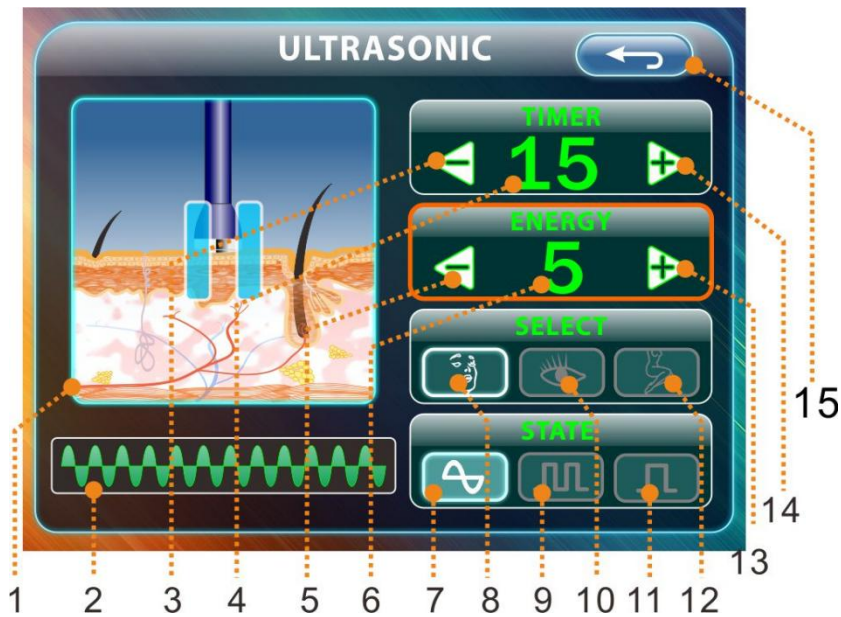 ULTRASONIC
TIMER
− 15 +
ENERGY
− 5 +
SELECT
STATE
15
14
13
1 2 3 4 5 6 7 8 9 10 11 12